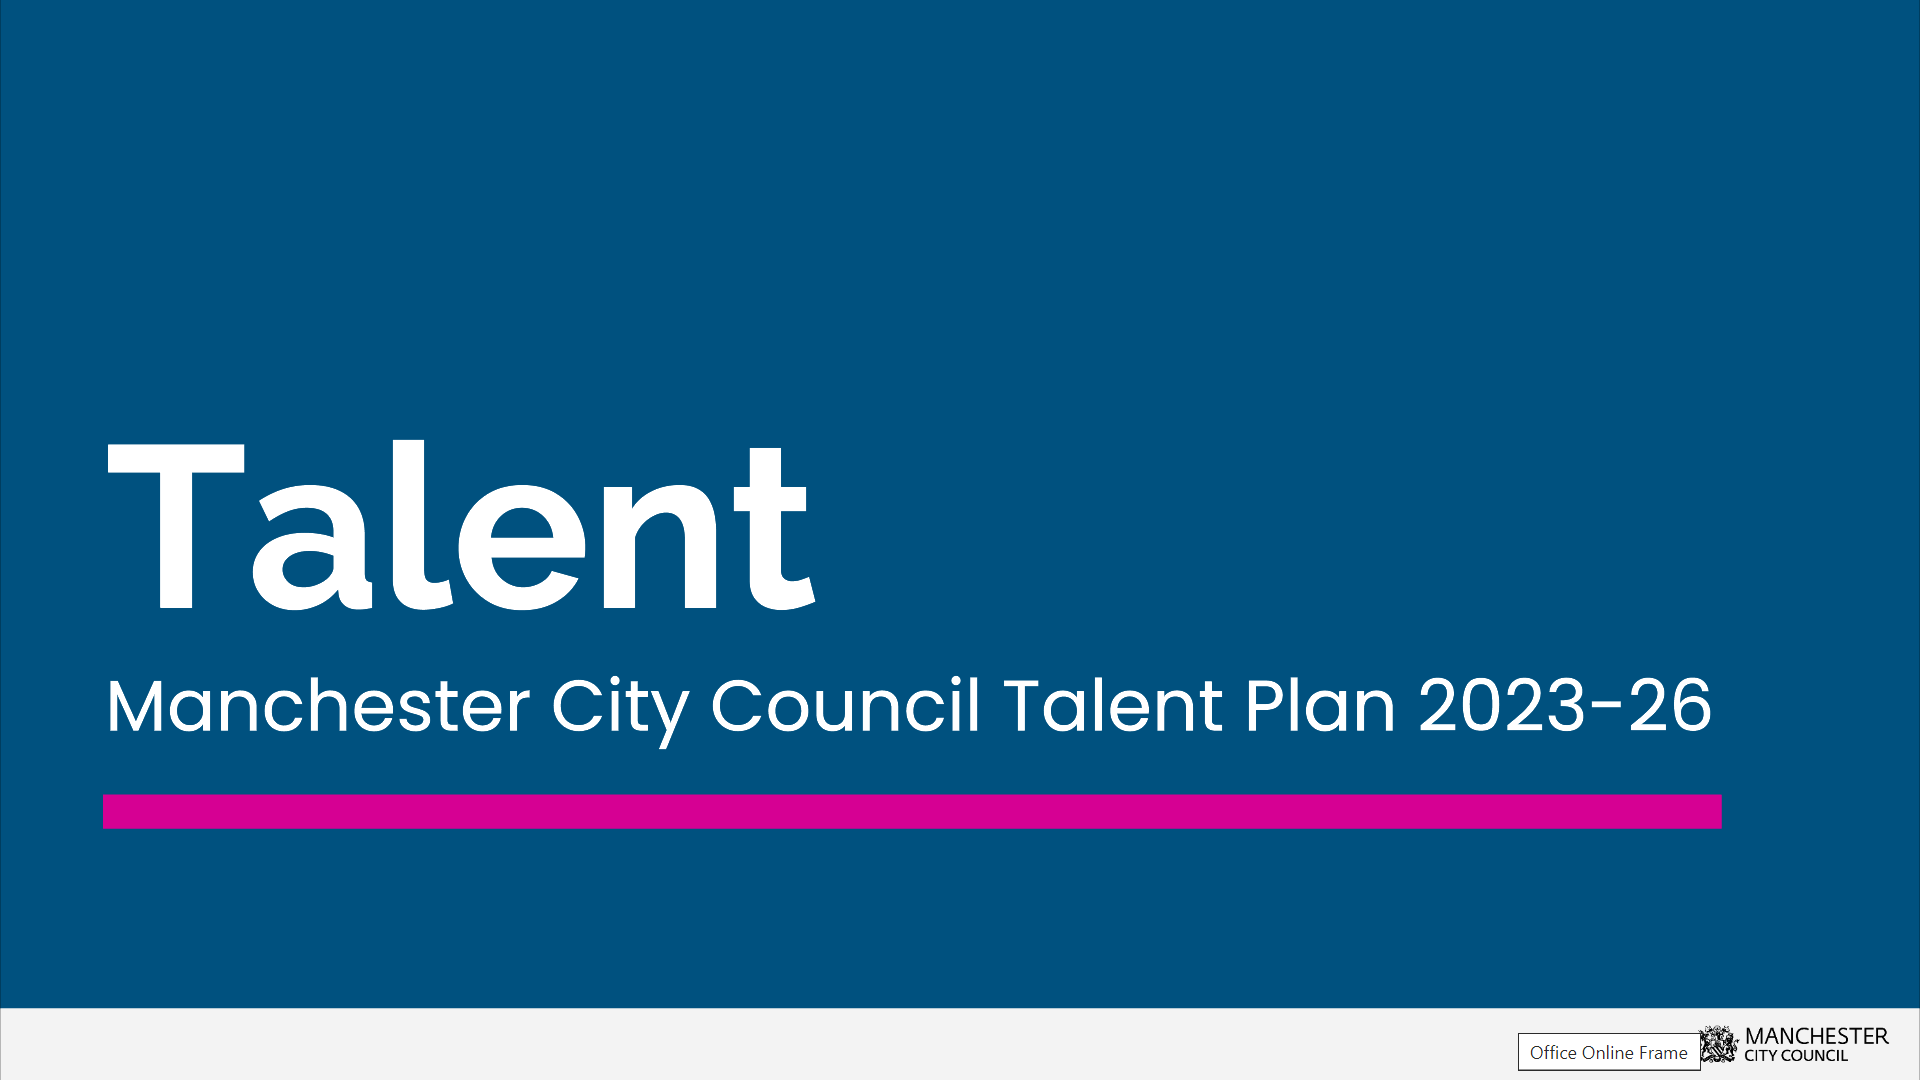 Talent
Manchester City Council Talent Plan 2023-26
Office Online Frame
MANCHESTER
CITY COUNCIL